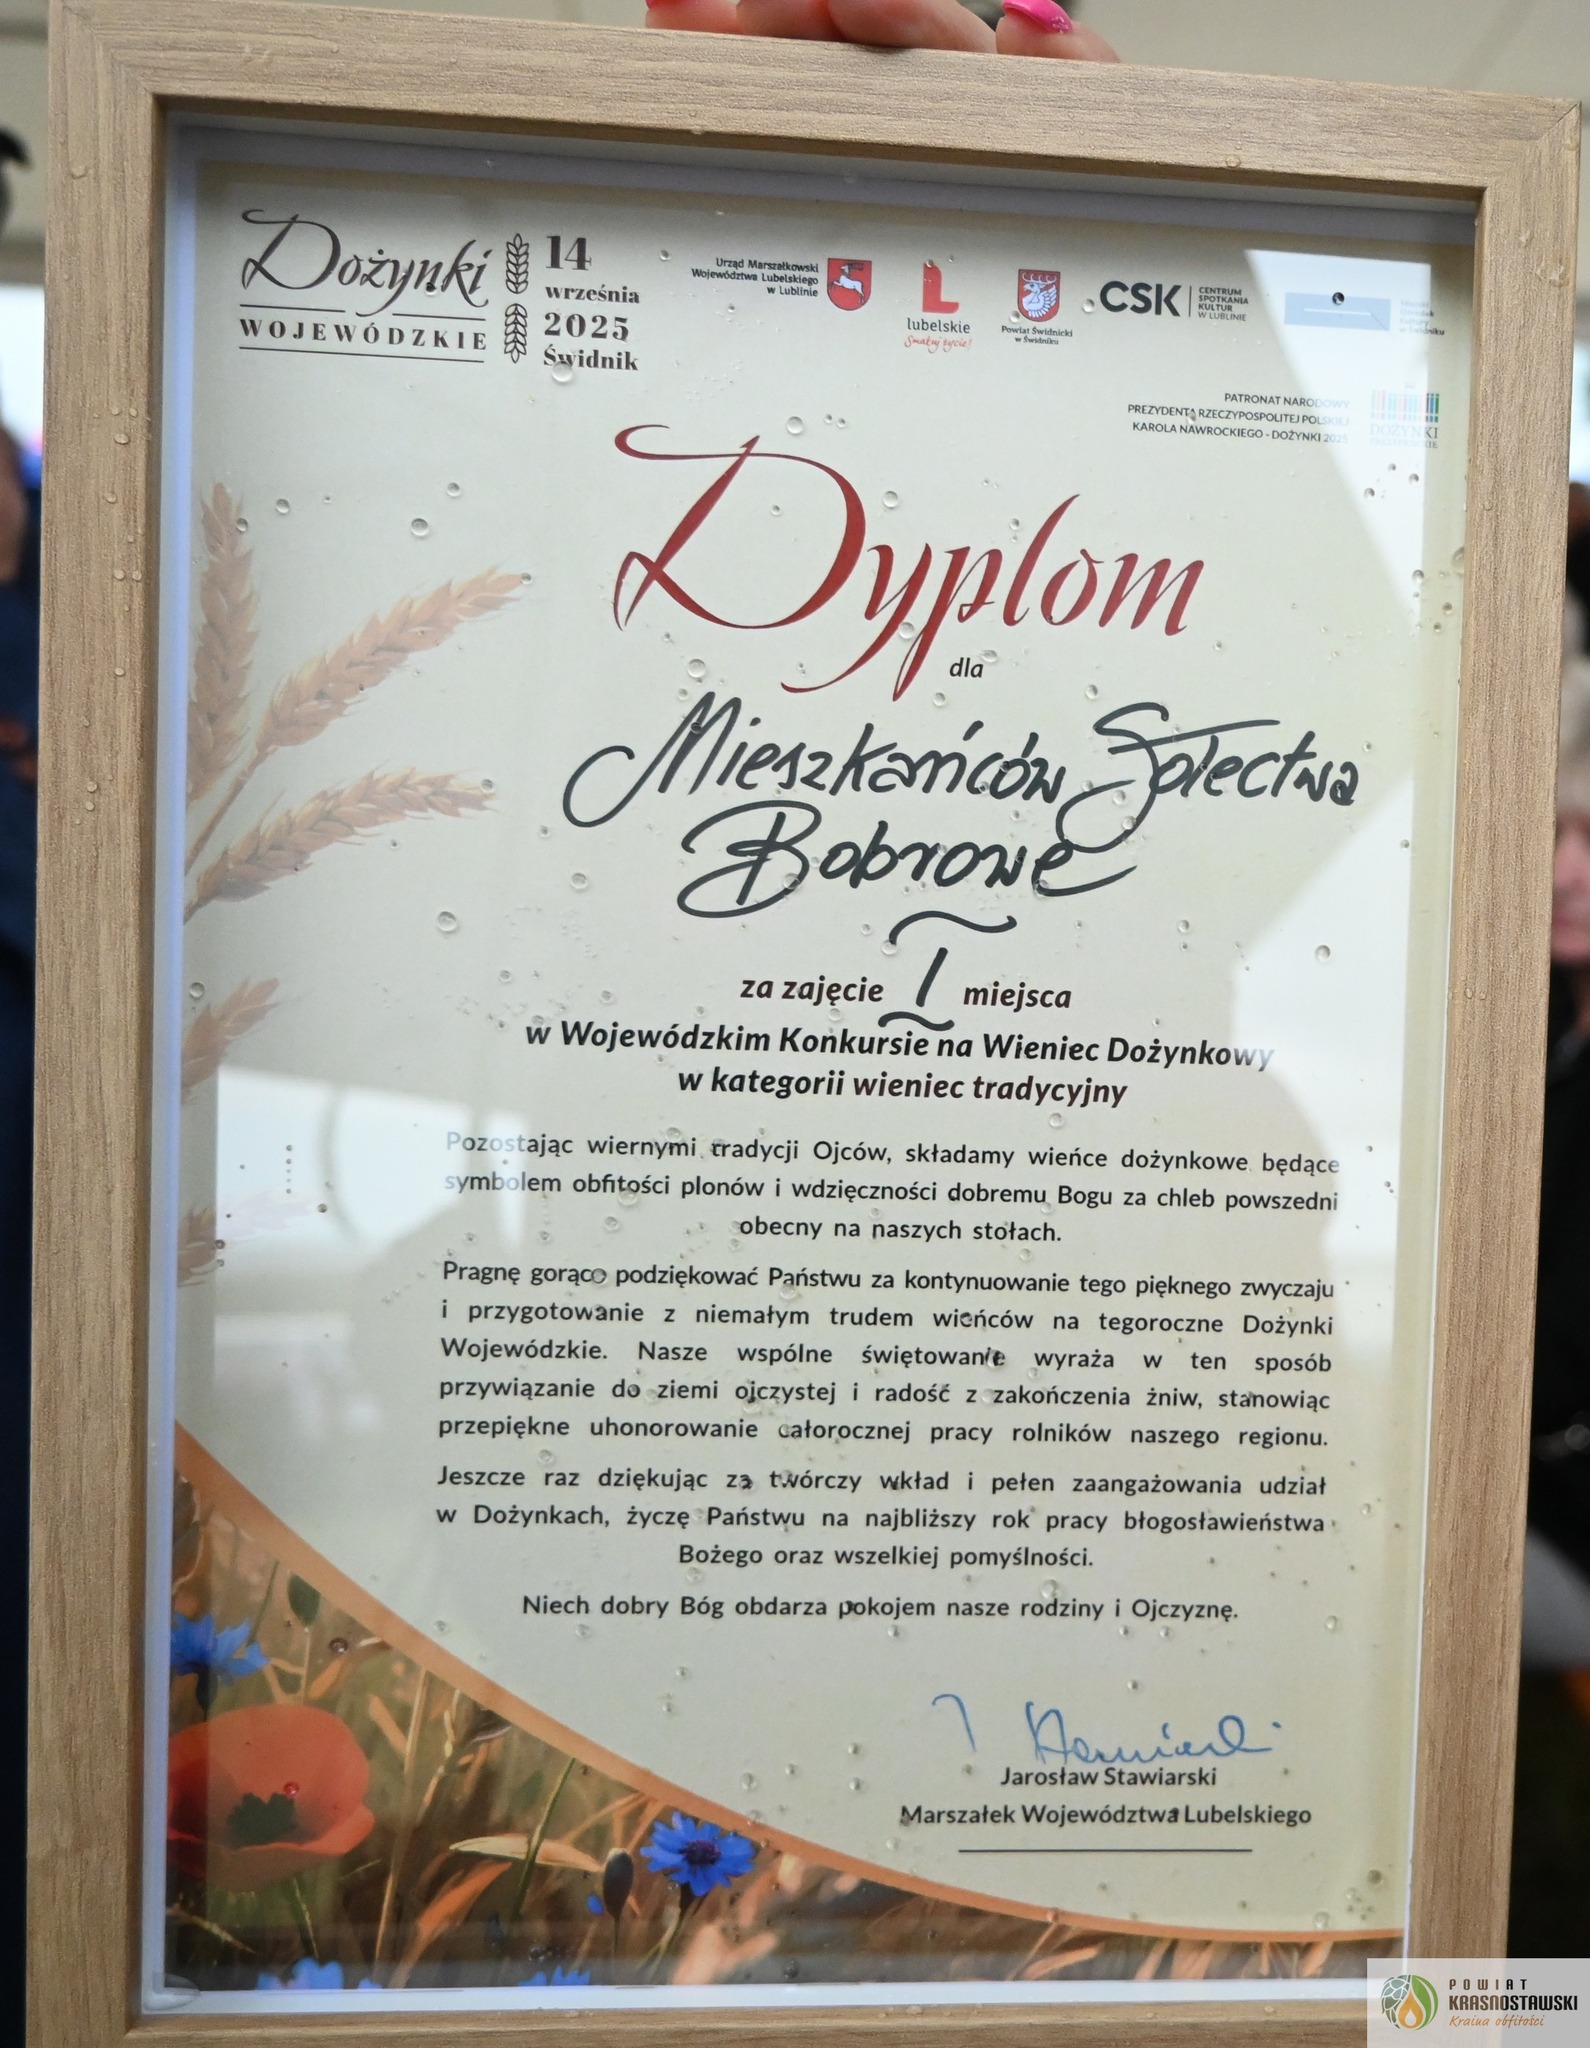 Dożynki
WOJEWÓDZKIE
14
września
2025
Świdnik
Urząd Marszałkowski
Województwa Lubelskiego
w Lublinie
lubelskie
Smakuj życie!
Powiat Świdnicki
w Świdniku
CSK
CENTRUM
SPOTKANIA
KULTUR
W LUBLINIE
PATRONAT NARODOWY
PREZYDENTA RZECZYPOSPOLITEJ POLSKIEJ
KAROLA NAWROCKIEGO - DOŻYNKI 2025
DOŻYNKI
Dyplom
dla
Mieszkańców Sołectwa
Bobrowe
za zajęcie I miejsca
w Wojewódzkim Konkursie na Wieniec Dożynkowy
w kategorii wieniec tradycyjny
Pozostając wiernymi tradycji Ojców, składamy wieńce dożynkowe będące
symbolem obfitości plonów i wdzięczności dobremu Bogu za chleb powszedni
obecny na naszych stołach.
Pragnę gorąco podziękować Państwu za kontynuowanie tego pięknego zwyczaju
i przygotowanie z niemałym trudem wieńców na tegoroczne Dożynki
Wojewódzkie. Nasze wspólne świętowanie wyraża w ten sposób
przywiązanie do ziemi ojczystej i radość z zakończenia żniw, stanowiąc
przepiękne uhonorowanie całorocznej pracy rolników naszego regionu.
Jeszcze raz dziękując za twórczy wkład i pełen zaangażowania udział
w Dożynkach, życzę Państwu na najbliższy rok pracy błogosławieństwa
Bożego oraz wszelkiej pomyślności.
Niech dobry Bóg obdarza pokojem nasze rodziny i Ojczyznę.
Jarosław Stawiarski
Marszałek Województwa Lubelskiego
POWIAT
KRASNOSTAWSKI
Kraina obfitości